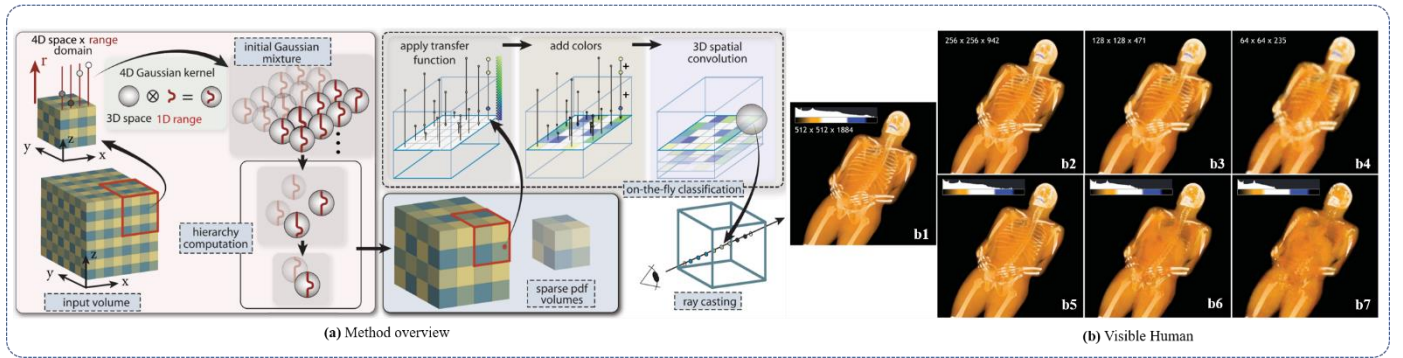 4D space x range
domain
r
4D Gaussian kernel
⊗ =
3D space 1D range
z
y
x
z
y
x
input volume
initial Gaussian
mixture
hierarchy
computation
apply transfer
function
add colors
+
+
3D spatial
convolution
on-the-fly classification
sparse pdf
volumes
ray casting
(a) Method overview
512 x 512 x 1884
b1
256 x 256 x 942
b2
128 x 128 x 471
b3
64 x 64 x 235
b4
b5
b6
b7
(b) Visible Human